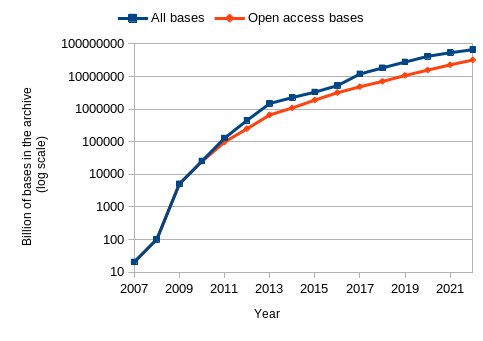 All bases Open access bases
100000000
10000000
1000000
100000
10000
1000
100
10
Billion of bases in the archive
(log scale)
2007 2009 2011 2013 2015 2017 2019 2021
Year